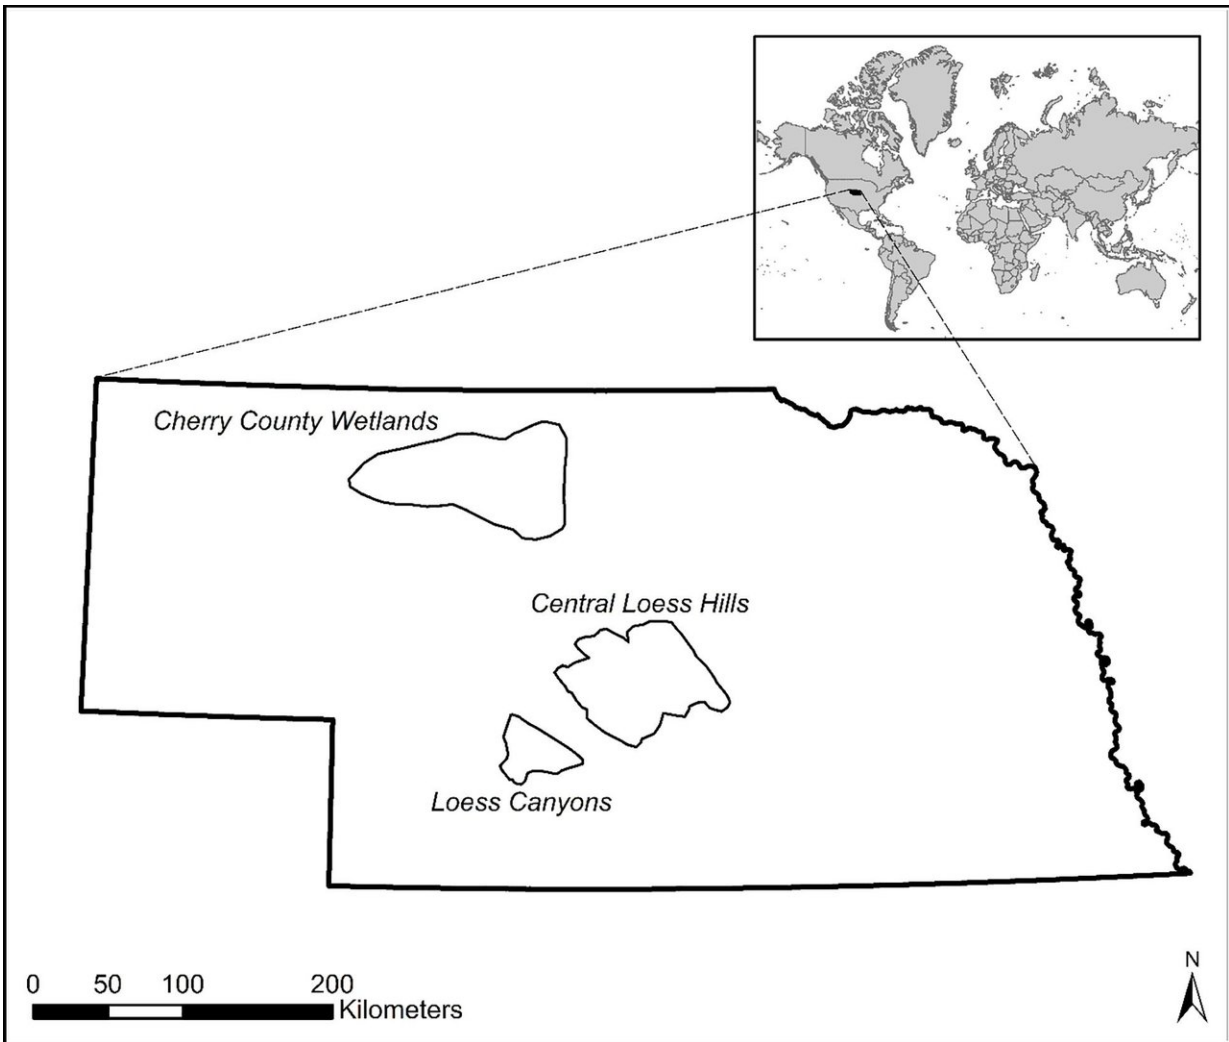 Cherry County Wetlands
Central Loess Hills
Loess Canyons
N
0 50 100 200
Kilometers